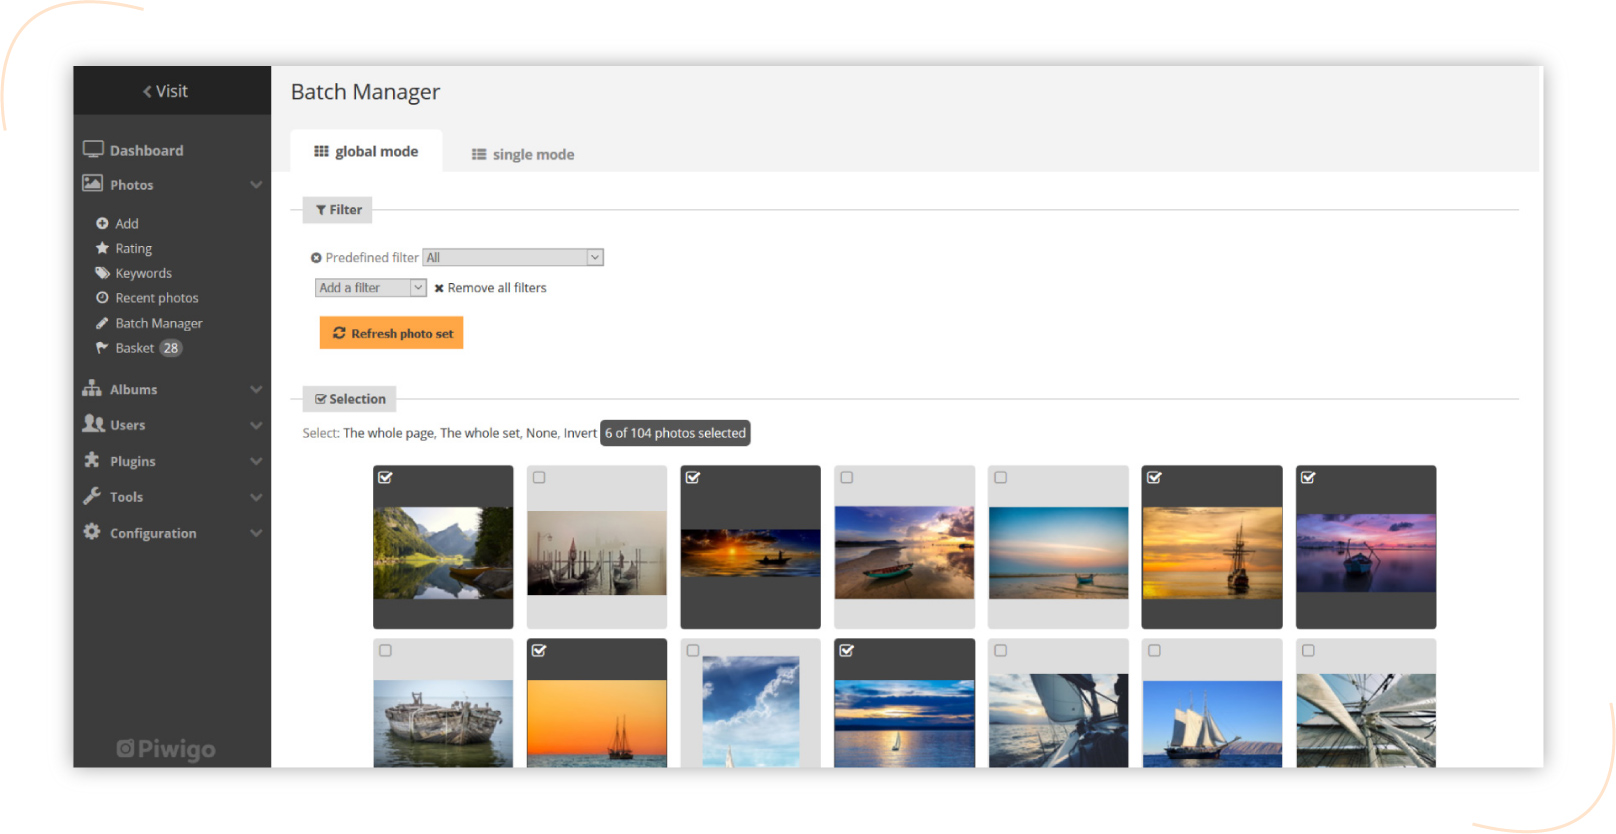 Visit
Batch Manager
Dashboard
Photos
Add
Rating
Keywords
Recent photos
Batch Manager
Basket 28
Albums
Users
Plugins
Tools
Configuration
Piwigo
global mode
single mode
Filter
Predefined filter All
Add a filter Remove all filters
Refresh photo set
Selection
Select: The whole page, The whole set, None, Invert 6 of 104 photos selected